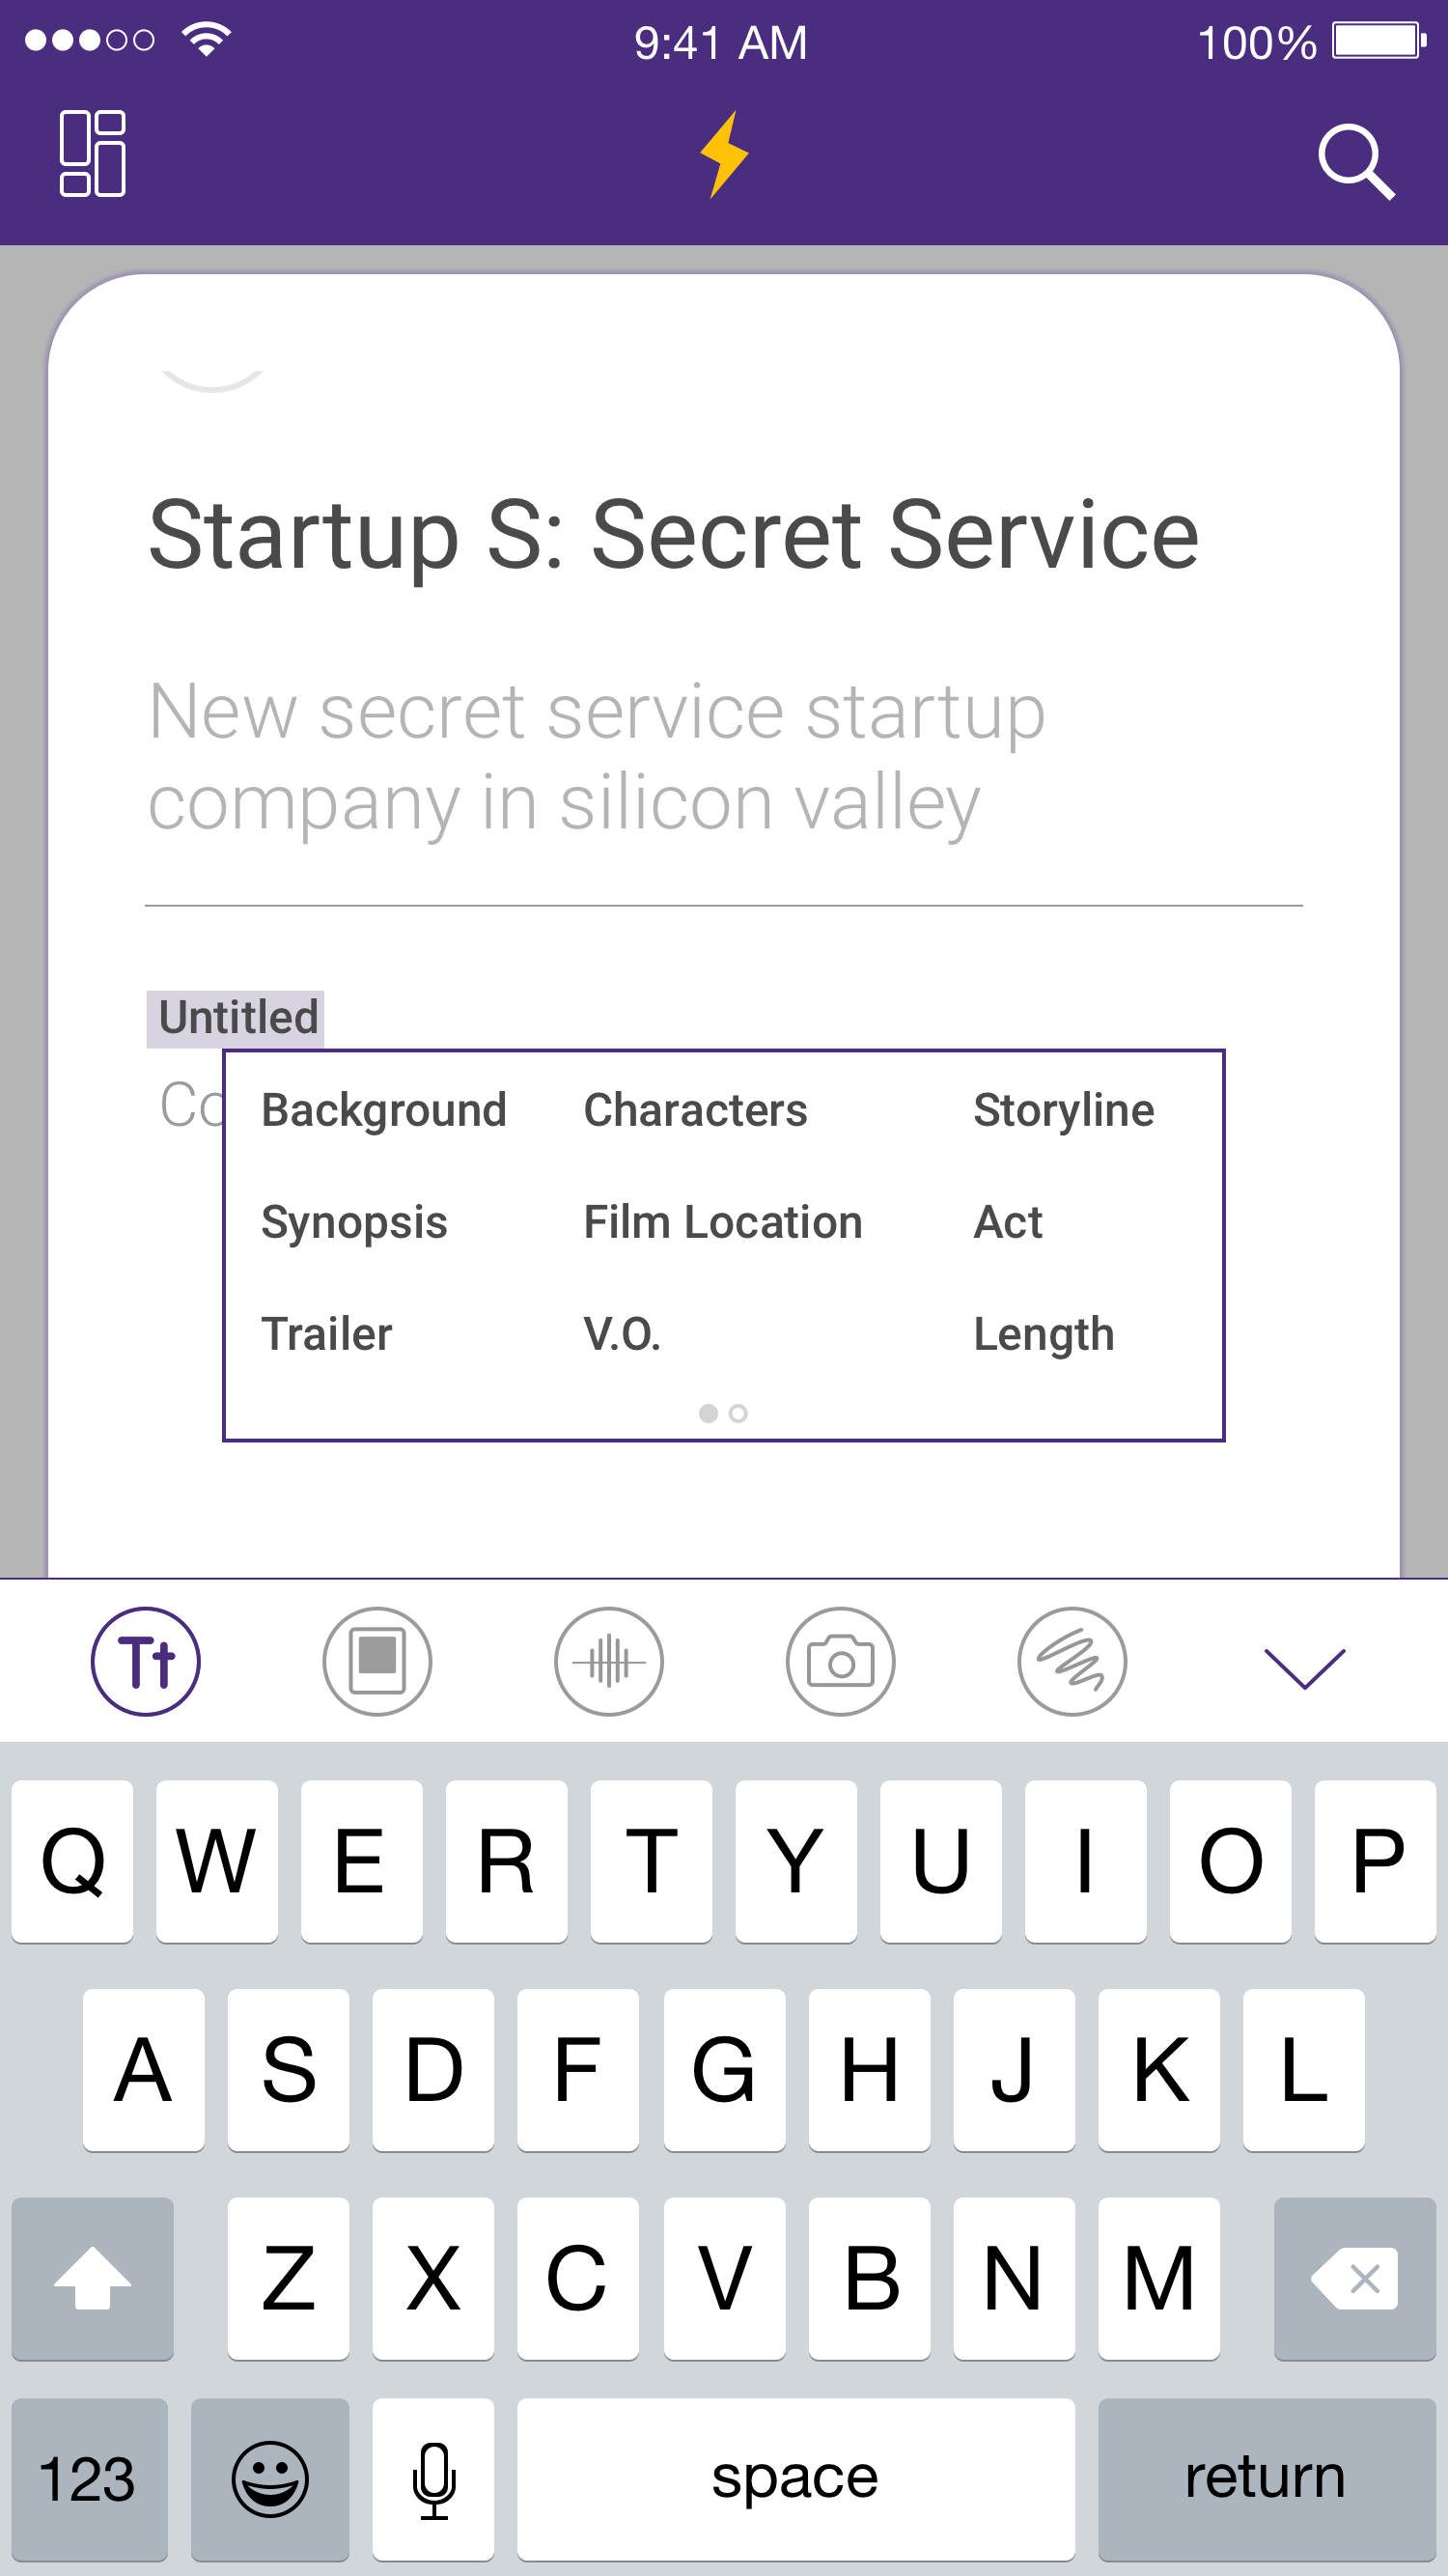 9:41 AM 100%
Startup S: Secret Service
New secret service startup
company in silicon valley
Untitled
Background Characters Storyline
Synopsis Film Location Act
Trailer V.O. Length
Tt
Q W E R T Y U I O P
A S D F G H J K L
Z X C V B N M
123 space return